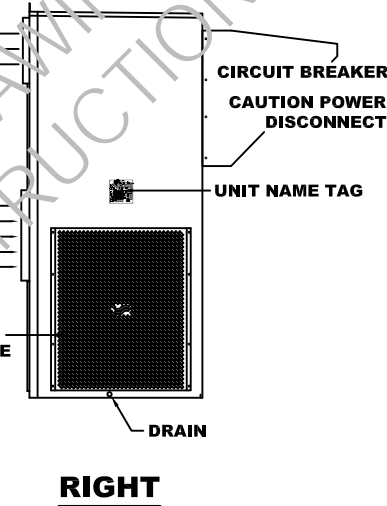 CIRCUIT BREAKER
CAUTION POWER
DISCONNECT
UNIT NAME TAG
E
DRAIN
RIGHT